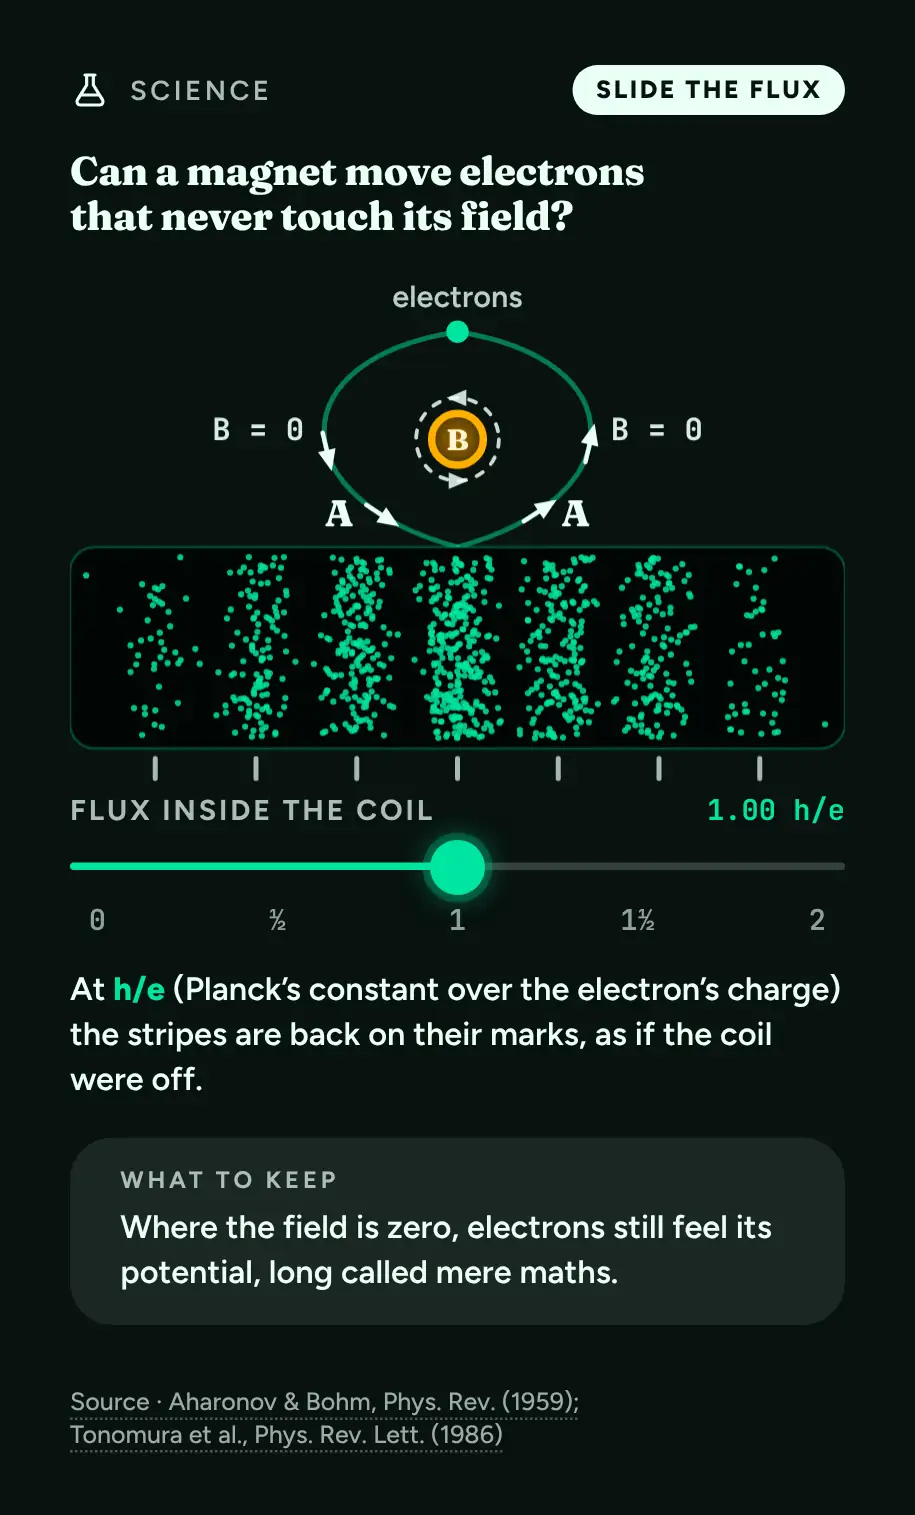 SCIENCE
SLIDE THE FLUX
Can a magnet move electrons
that never touch its field?
electrons
B = 0
B
B = 0
A
A
FLUX INSIDE THE COIL
1.00 h/e
0 ½ 1 1½ 2
At h/e (Planck’s constant over the electron’s charge)
the stripes are back on their marks, as if the coil
were off.
WHAT TO KEEP
Where the field is zero, electrons still feel its
potential, long called mere maths.
Source · Aharonov & Bohm, Phys. Rev. (1959);
Tonomura et al., Phys. Rev. Lett. (1986)